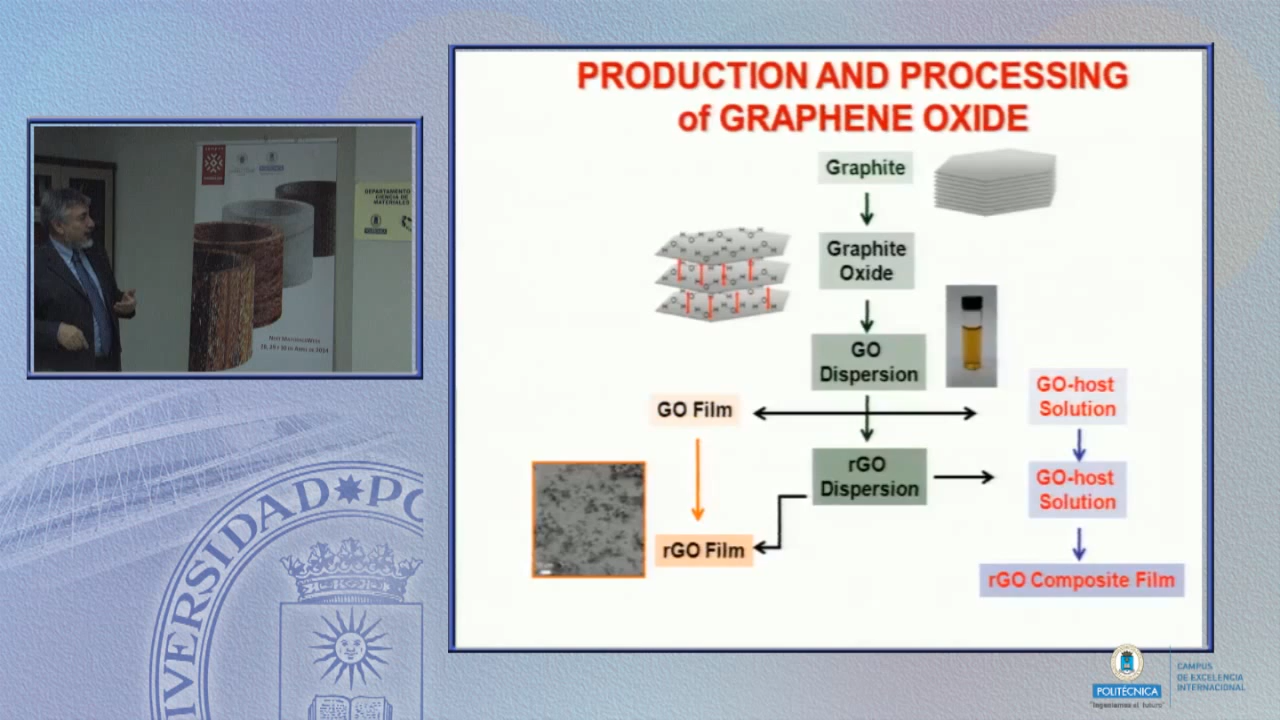 PRODUCTION AND PROCESSING
of GRAPHENE OXIDE
Graphite
Graphite
Oxide
GO
Dispersion
GO Film
GO-host
Solution
rGO
Dispersion
GO-host
Solution
rGO Film
rGO Composite Film
DEPARTAMENTO
CIENCIA DE
MATERIALES
UNIVERSIDAD POL
POLITÉCNICA
"Ingeniamos el futuro"
CAMPUS
DE EXCELENCIA
INTERNACIONAL